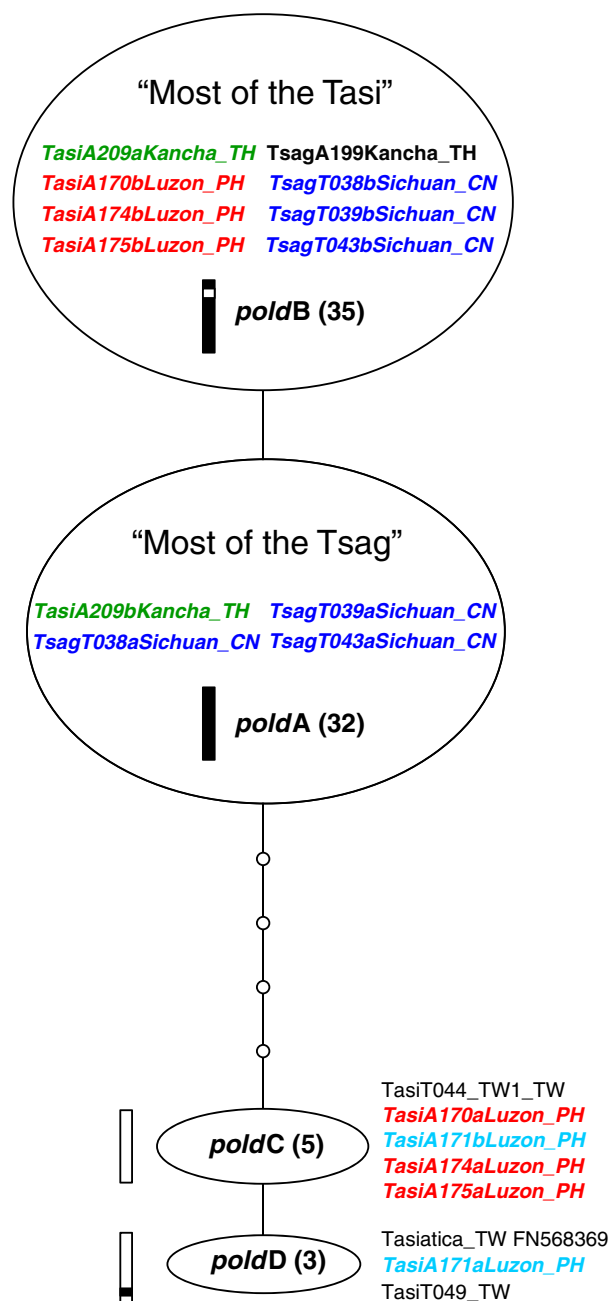 “Most of the Tasi”
TasiA209aKancha_TH TsagA199Kancha_TH
TasiA170bLuzon_PH TsagT038bSichuan_CN
TasiA174bLuzon_PH TsagT039bSichuan_CN
TasiA175bLuzon_PH TsagT043bSichuan_CN
poldB (35)
“Most of the Tsag”
TasiA209bKancha_TH TsagT039aSichuan_CN
TsagT038aSichuan_CN TsagT043aSichuan_CN
poldA (32)
poldC (5)
TasiT044_TW1_TW
TasiA170aLuzon_PH
TasiA171bLuzon_PH
TasiA174aLuzon_PH
TasiA175aLuzon_PH
poldD (3)
Tasiatica_TW FN568369
TasiA171aLuzon_PH
TasiT049_TW